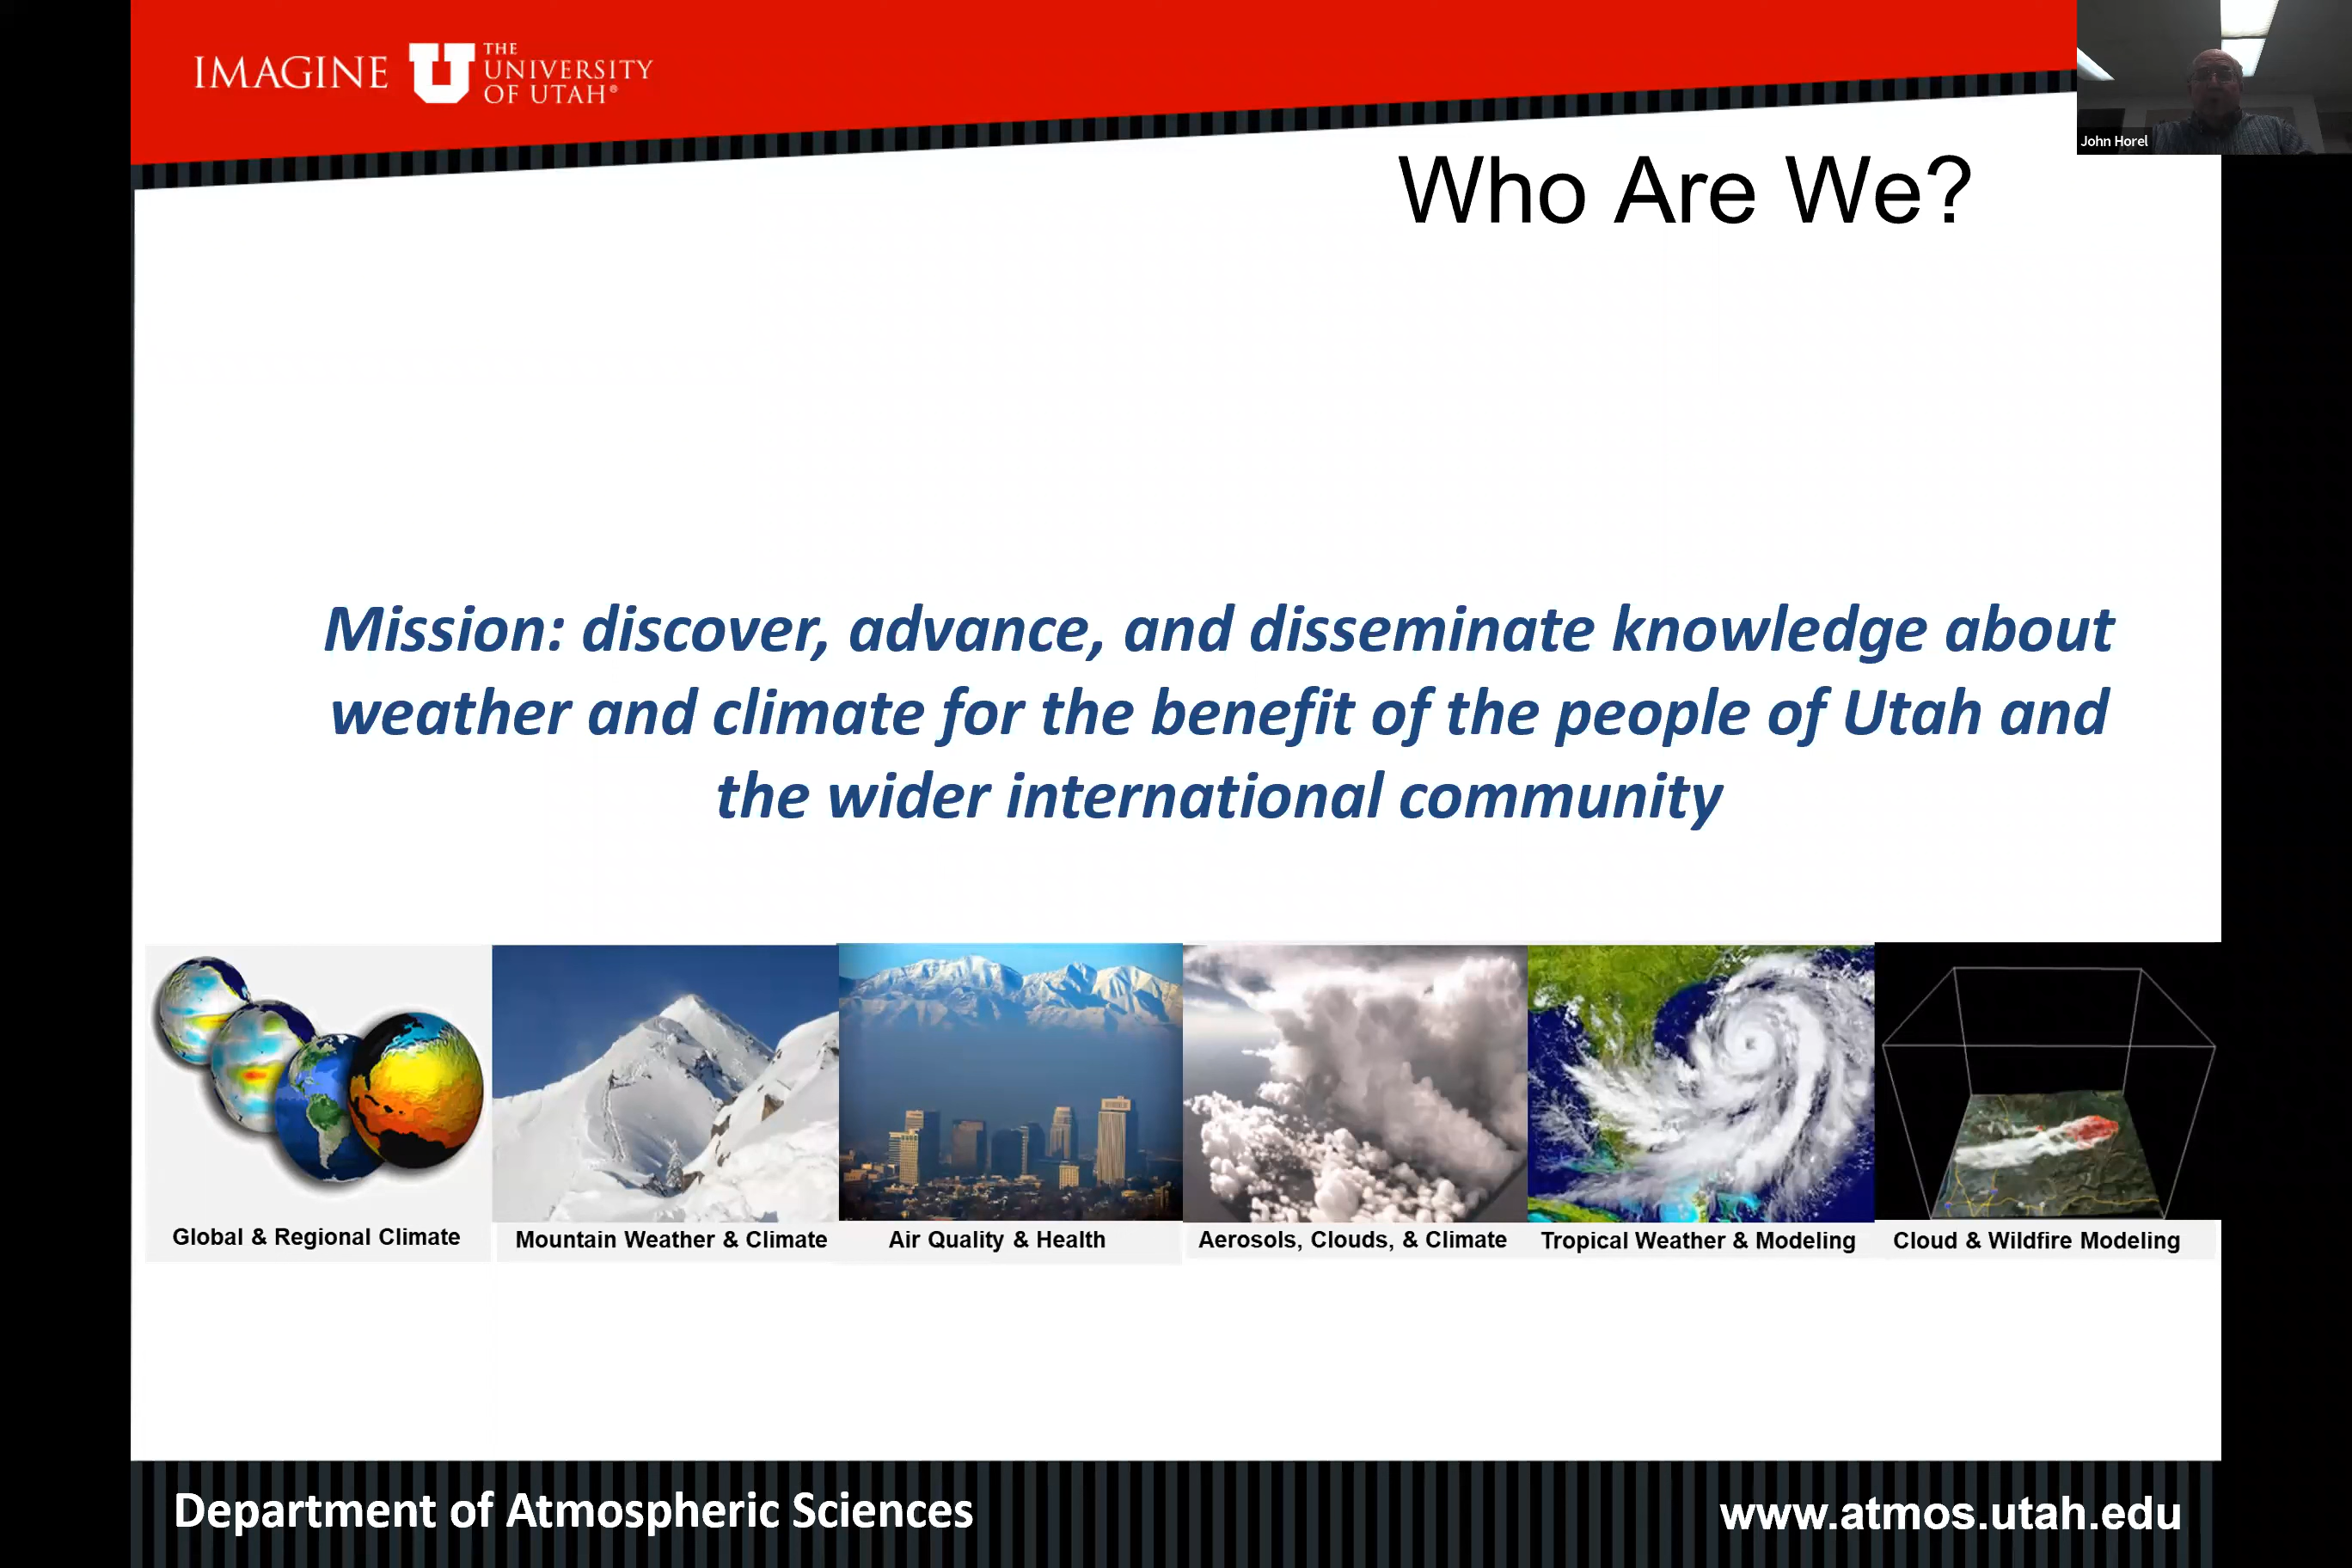 IMAGINE
THE
UNIVERSITY
OF UTAH®
John Horel
Who Are We?
Mission: discover, advance, and disseminate knowledge about
weather and climate for the benefit of the people of Utah and
the wider international community
Global & Regional Climate
Mountain Weather & Climate
Air Quality & Health
Aerosols, Clouds, & Climate
Tropical Weather & Modeling
Cloud & Wildfire Modeling
Department of Atmospheric Sciences
www.atmos.utah.edu